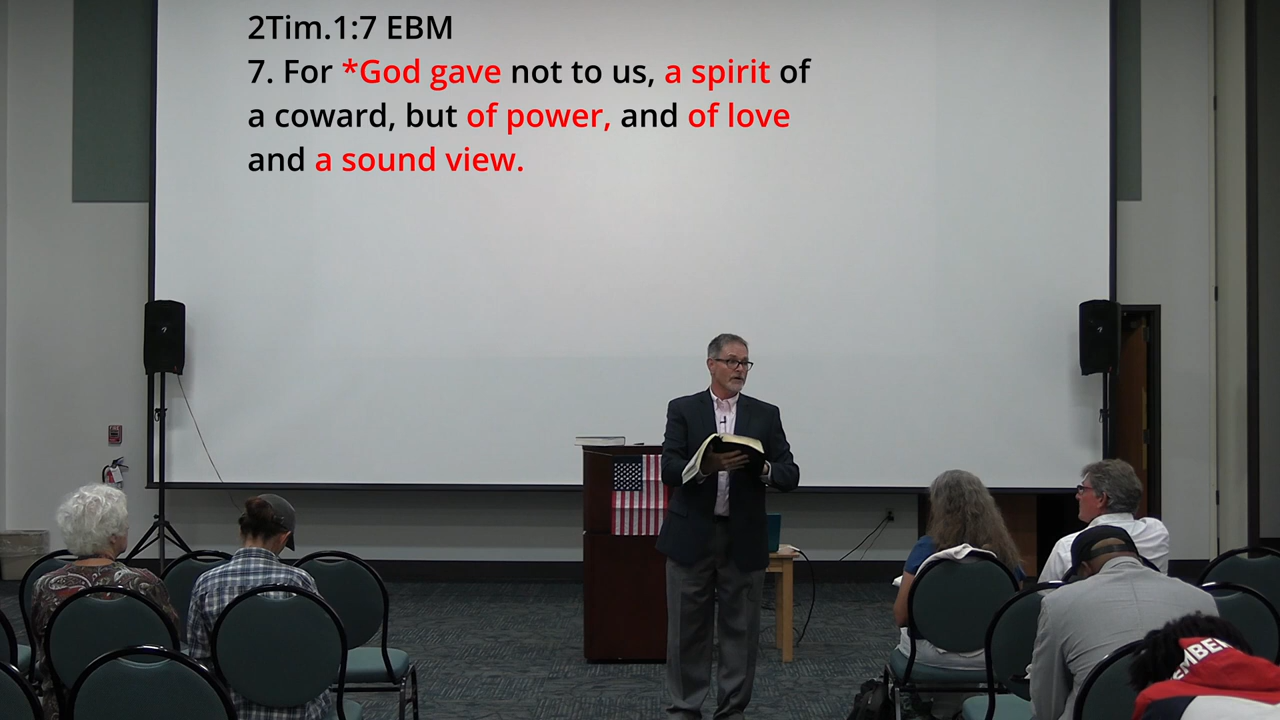 2Tim.1:7 EBM
7. For *God gave not to us, a spirit of
a coward, but of power, and of love
and a sound view.
EMBE